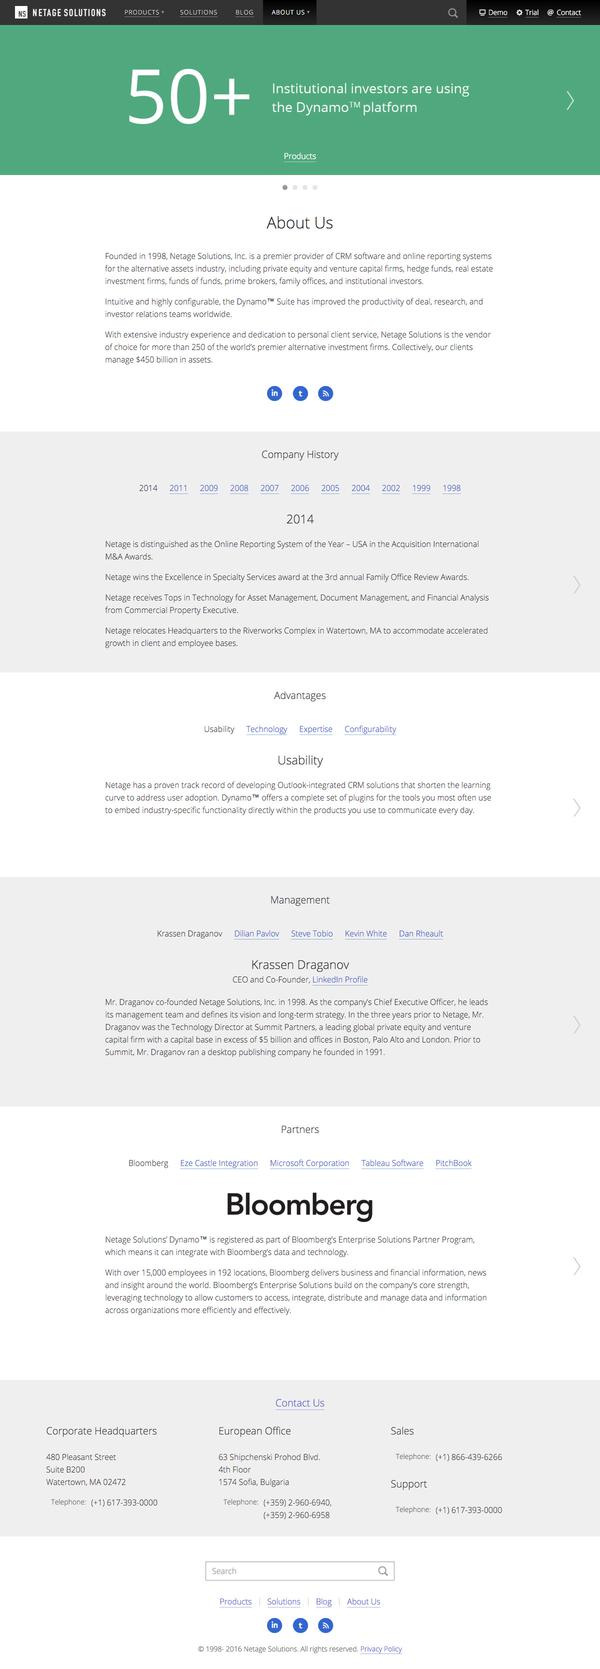 NS NETAGE SOLUTIONS PRODUCTS SOLUTIONS BLOG ABOUT US Demo Trial @ Contact
50+
Institutional investors are using
the Dynamo™ platform
Products
About Us
Founded in 1998, Netage Solutions, Inc. is a premier provider of CRM software and online reporting systems
for the alternative assets industry, including private equity and venture capital firms, hedge funds, real estate
investment firms, funds of funds, prime brokers, family offices, and institutional investors.
Intuitive and highly configurable, the Dynamo™ Suite has improved the productivity of deal, research, and
investor relations teams worldwide.
With extensive industry experience and dedication to personal client service, Netage Solutions is the vendor
of choice for more than 250 of the world's premier alternative investment firms. Collectively, our clients
manage $450 billion in assets.
in t
Company History
2014 2011 2009 2008 2007 2006 2005 2004 2002 1999 1998
2014
Netage is distinguished as the Online Reporting System of the Year – USA in the Acquisition International
M&A Awards.
Netage wins the Excellence in Specialty Services award at the 3rd annual Family Office Review Awards.
Netage receives Tops in Technology for Asset Management, Document Management, and Financial Analysis
from Commercial Property Executive.
Netage relocates Headquarters to the Riverworks Complex in Watertown, MA to accommodate accelerated
growth in client and employee bases.
Advantages
Usability Technology Expertise Configurability
Usability
Netage has a proven track record of developing Outlook-integrated CRM solutions that shorten the learning
curve to address user adoption. Dynamo™ offers a complete set of plugins for the tools you most often use
to embed industry-specific functionality directly within the products you use to communicate every day.
Management
Krassen Draganov Dilian Pavlov Steve Tobio Kevin White Dan Rheault
Krassen Draganov
CEO and Co-Founder, LinkedIn Profile
Mr. Draganov co-founded Netage Solutions, Inc. in 1998. As the company's Chief Executive Officer, he leads
its management team and defines its vision and long-term strategy. In the three years prior to Netage, Mr.
Draganov was the Technology Director at Summit Partners, a leading global private equity and venture
capital firm with a capital base in excess of $5 billion and offices in Boston, Palo Alto and London. Prior to
Summit, Mr. Draganov ran a desktop publishing company he founded in 1991.
Partners
Bloomberg Eze Castle Integration Microsoft Corporation Tableau Software PitchBook
Bloomberg
Netage Solutions' Dynamo™ is registered as part of Bloomberg's Enterprise Solutions Partner Program,
which means it can integrate with Bloomberg's data and technology.
With over 15,000 employees in 192 locations, Bloomberg delivers business and financial information, news
and insight around the world. Bloomberg's Enterprise Solutions build on the company's core strength,
leveraging technology to allow customers to access, integrate, distribute and manage data and information
across organizations more efficiently and effectively.
Contact Us
Corporate Headquarters
480 Pleasant Street
Suite B200
Watertown, MA 02472
Telephone: (+1) 617-393-0000
European Office
63 Shipchenski Prohod Blvd.
4th Floor
1574 Sofia, Bulgaria
Telephone: (+359) 2-960-6940,
(+359) 2-960-6958
Sales
Telephone: (+1) 866-439-6266
Support
Telephone: (+1) 617-393-0000
Search
Products Solutions Blog About Us
in t
© 1998- 2016 Netage Solutions. All rights reserved. Privacy Policy